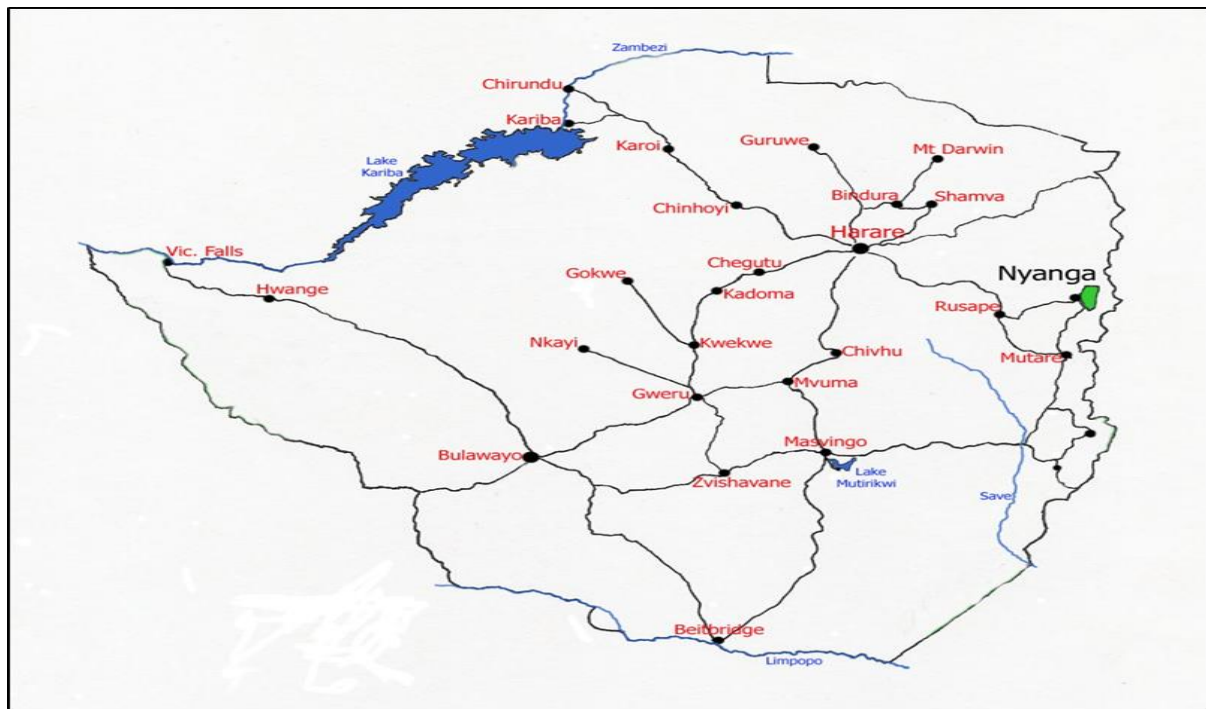 Zambezi
Chirundu
Kariba
Karoi
Guruwe
Mt Darwin
Lake
Kariba
Bindura
Shamva
Chinhoyi
Harare
Vic. Falls
Chegutu
Gokwe
Nyanga
Hwange
Kadoma
Rusape
Nkayi
Kwekwe
Chivhu
Mutare
Gweru
Mvuma
Bulawayo
Masvingo
Lake
Mutirikwi
Zvishavane
Save
Beitbridge
Limpopo